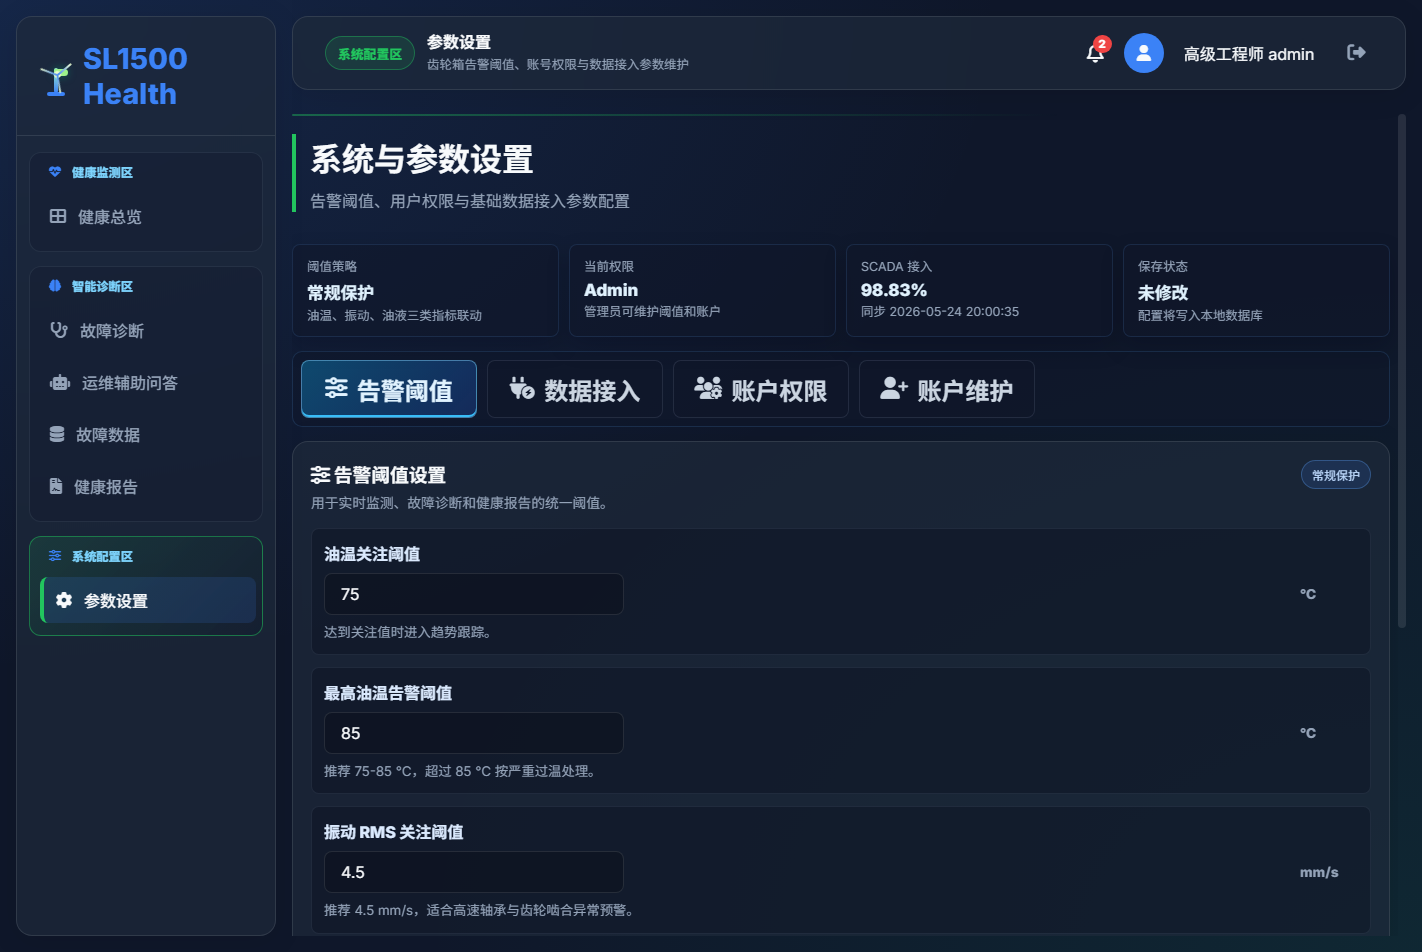 SL1500
Health
健康监测区
健康总览
智能诊断区
故障诊断
运维辅助问答
故障数据
健康报告
系统配置区
参数设置
系统配置区
参数设置
齿轮箱告警阈值、账号权限与数据接入参数维护
2
高级工程师 admin
系统与参数设置
告警阈值、用户权限与基础数据接入参数配置
阈值策略
常规保护
油温、振动、油液三类指标联动
当前权限
Admin
管理员可维护阈值和账户
SCADA 接入
98.83%
同步 2026-05-24 20:00:35
保存状态
未修改
配置将写入本地数据库
告警阈值
数据接入
账户权限
账户维护
告警阈值设置
常规保护
用于实时监测、故障诊断和健康报告的统一阈值。
油温关注阈值
75
°C
达到关注值时进入趋势跟踪。
最高油温告警阈值
85
°C
推荐 75-85 °C，超过 85 °C 按严重过温处理。
振动 RMS 关注阈值
4.5
mm/s
推荐 4.5 mm/s，适合高速轴承与齿轮啮合异常预警。